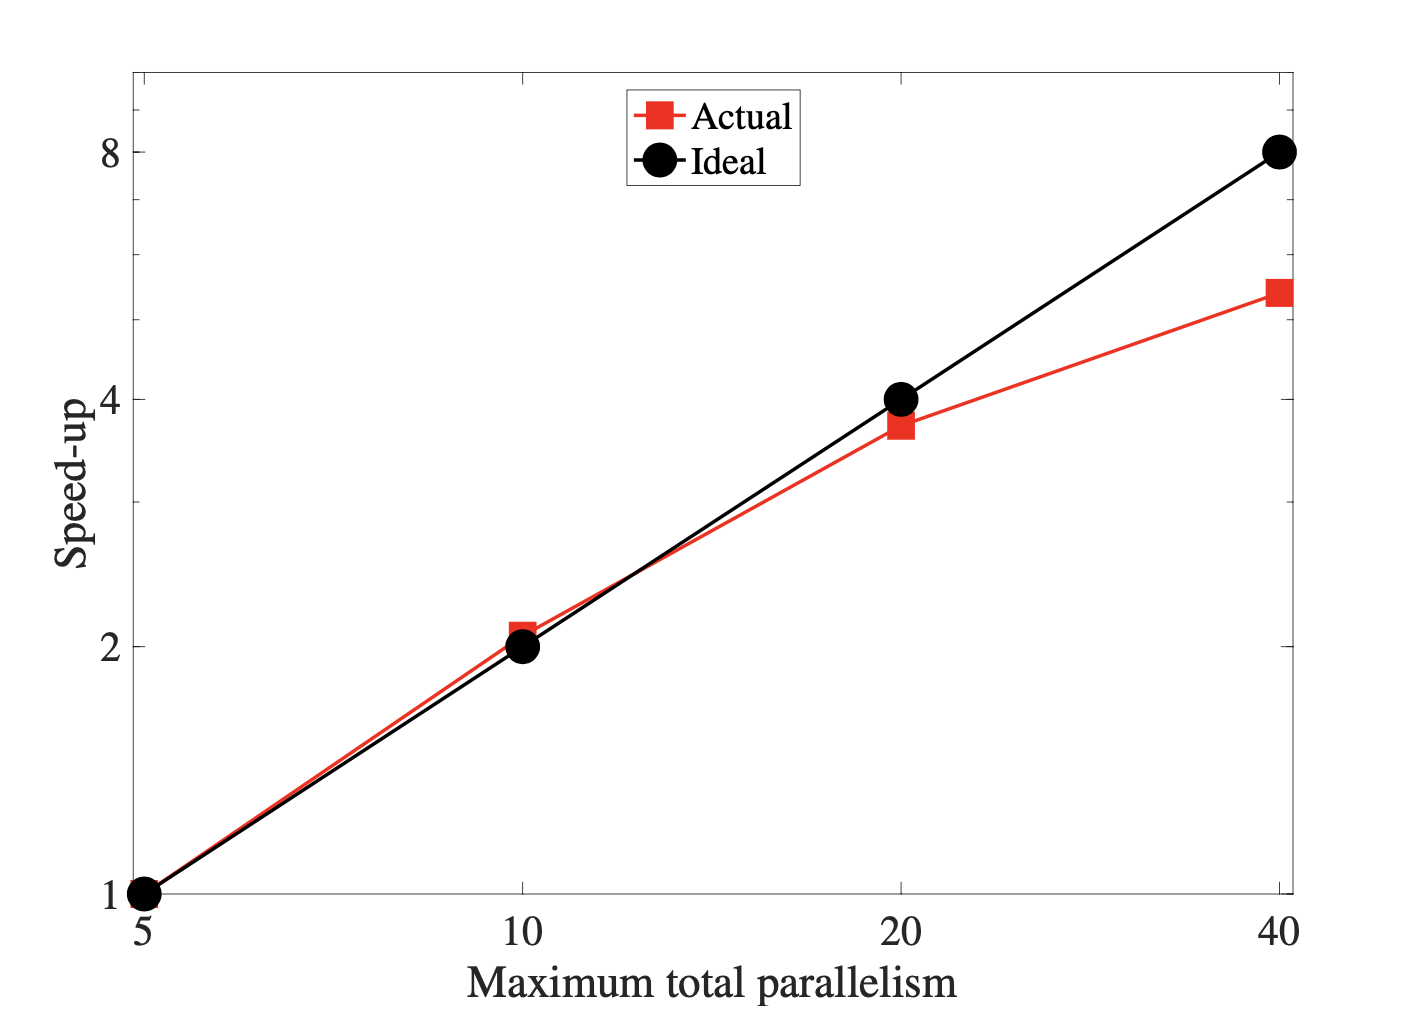 Actual
Ideal
8
4
2
1
5 10 20 40
Speed-up
Maximum total parallelism